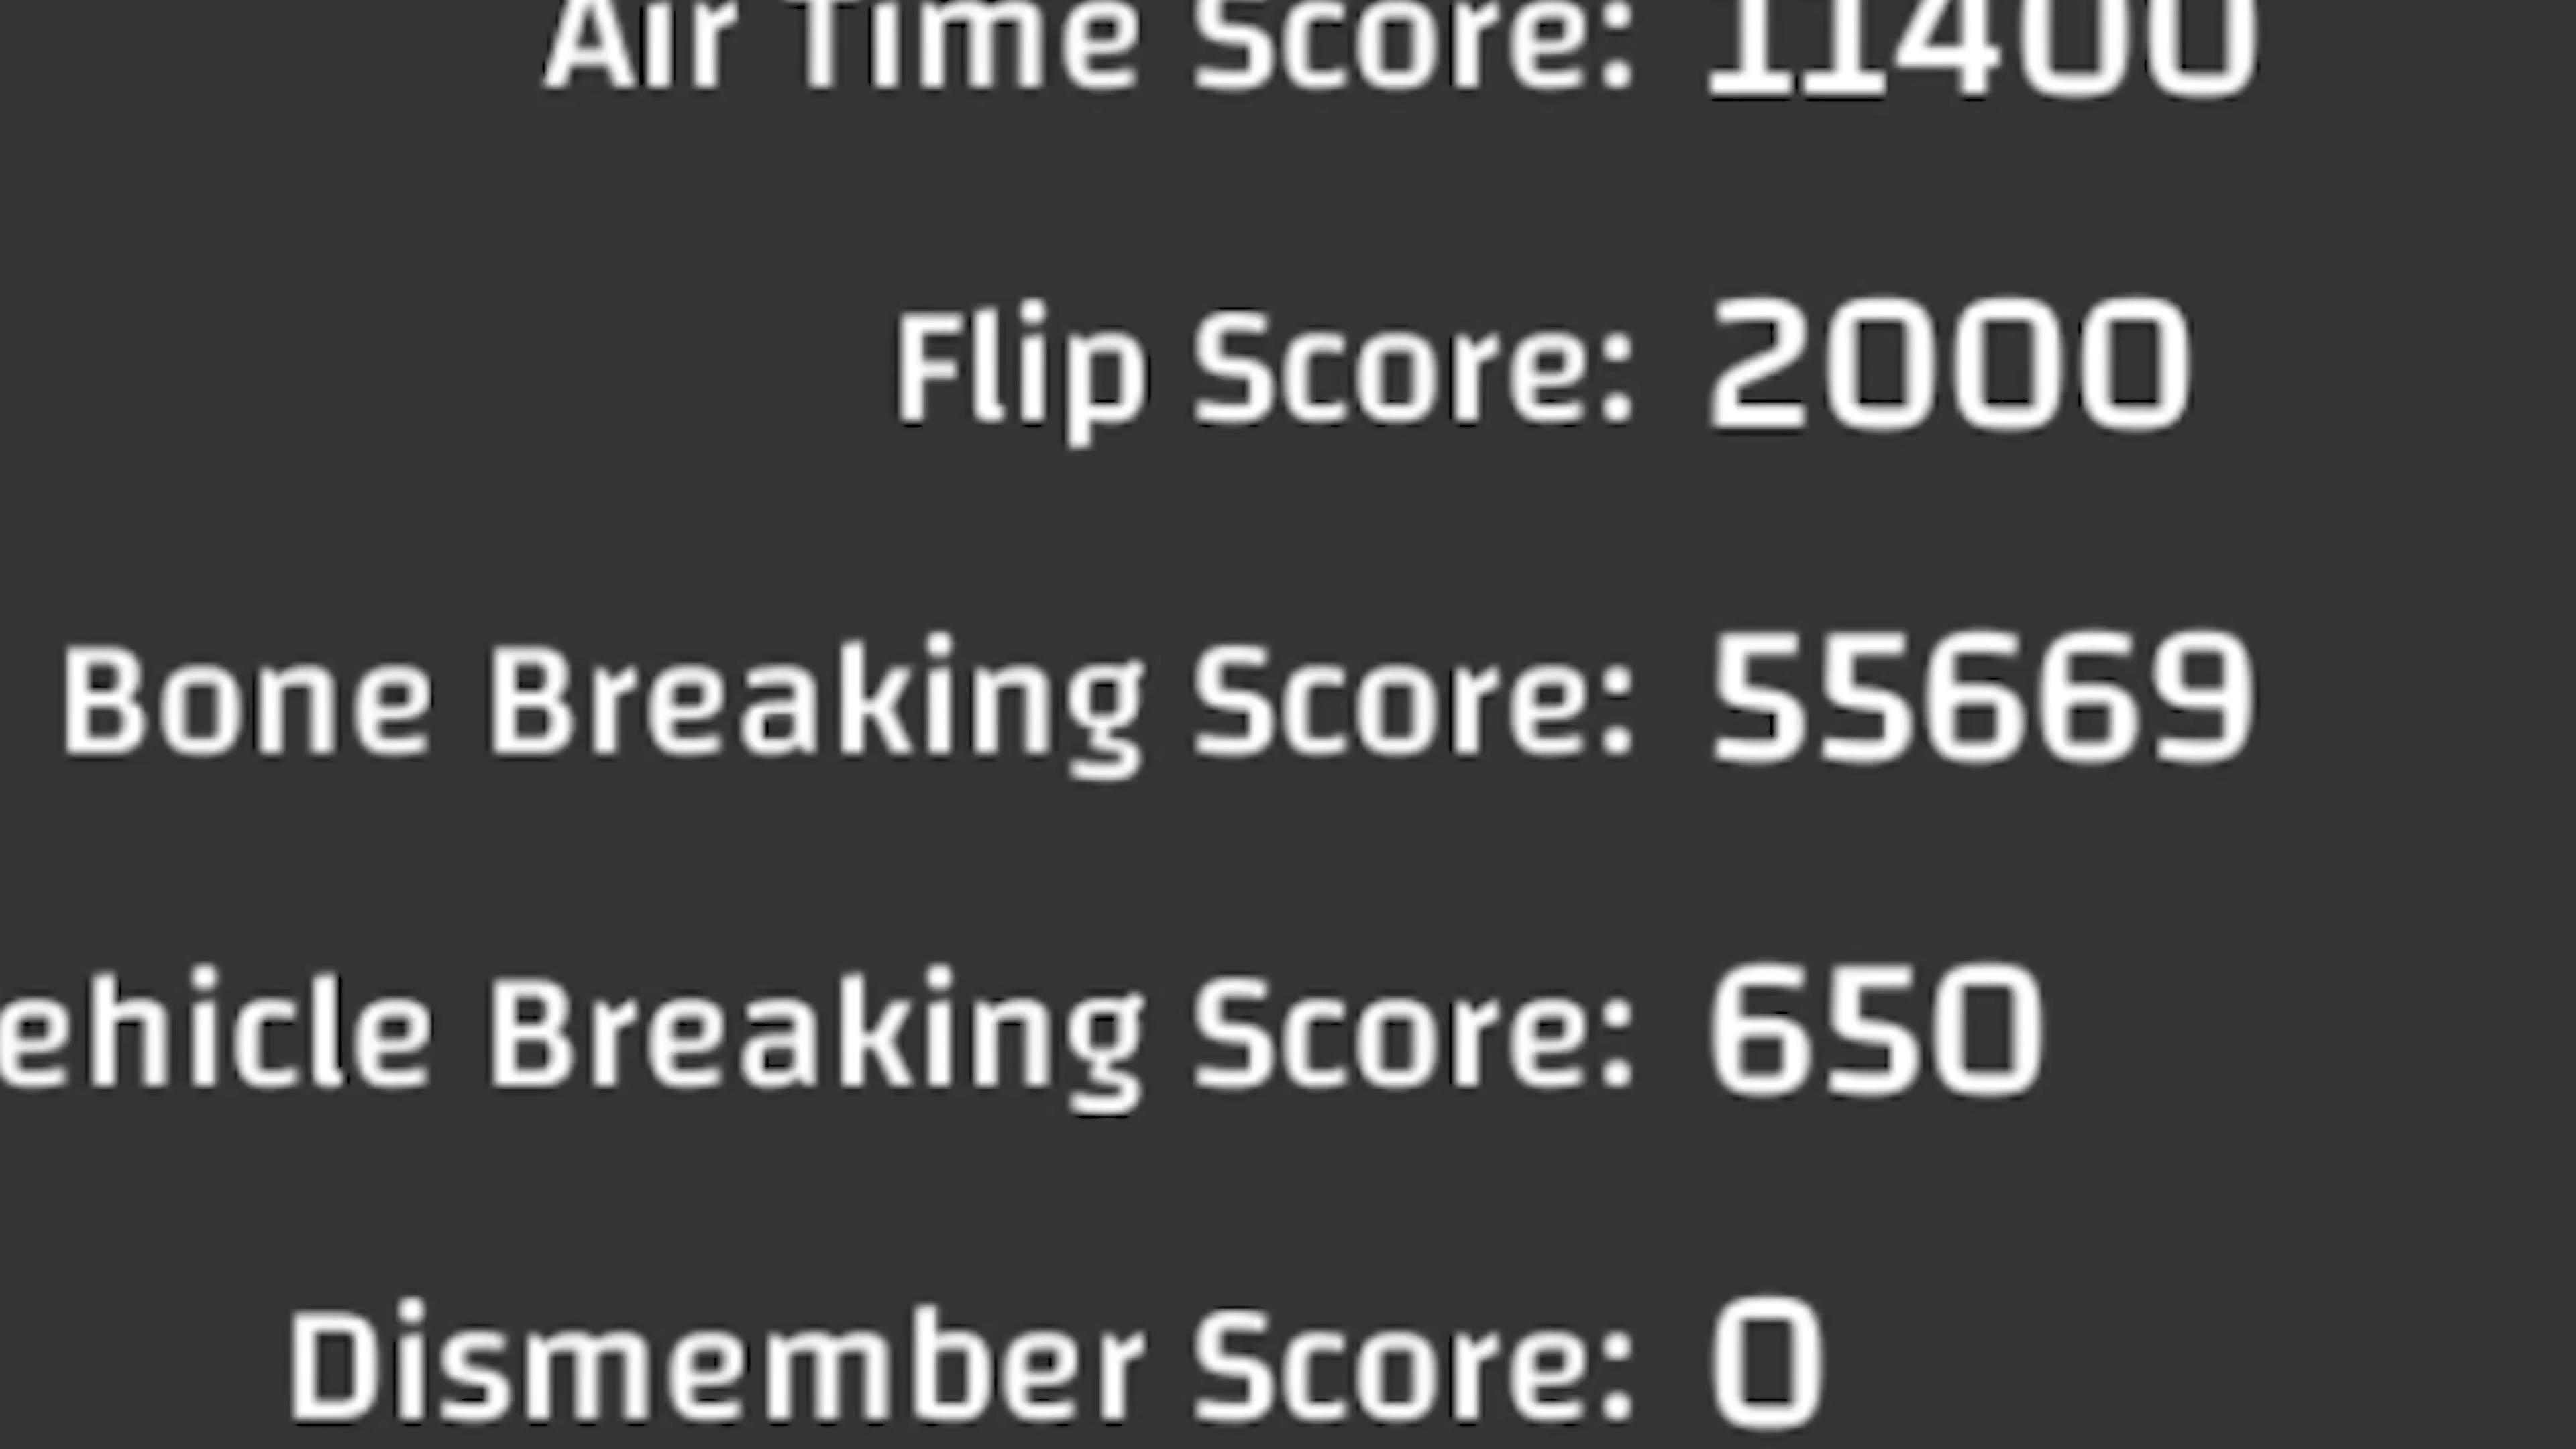 Air Time Score: 11400
Flip Score: 2000
Bone Breaking Score: 55669
ehicle Breaking Score: 650
Dismember Score: 0